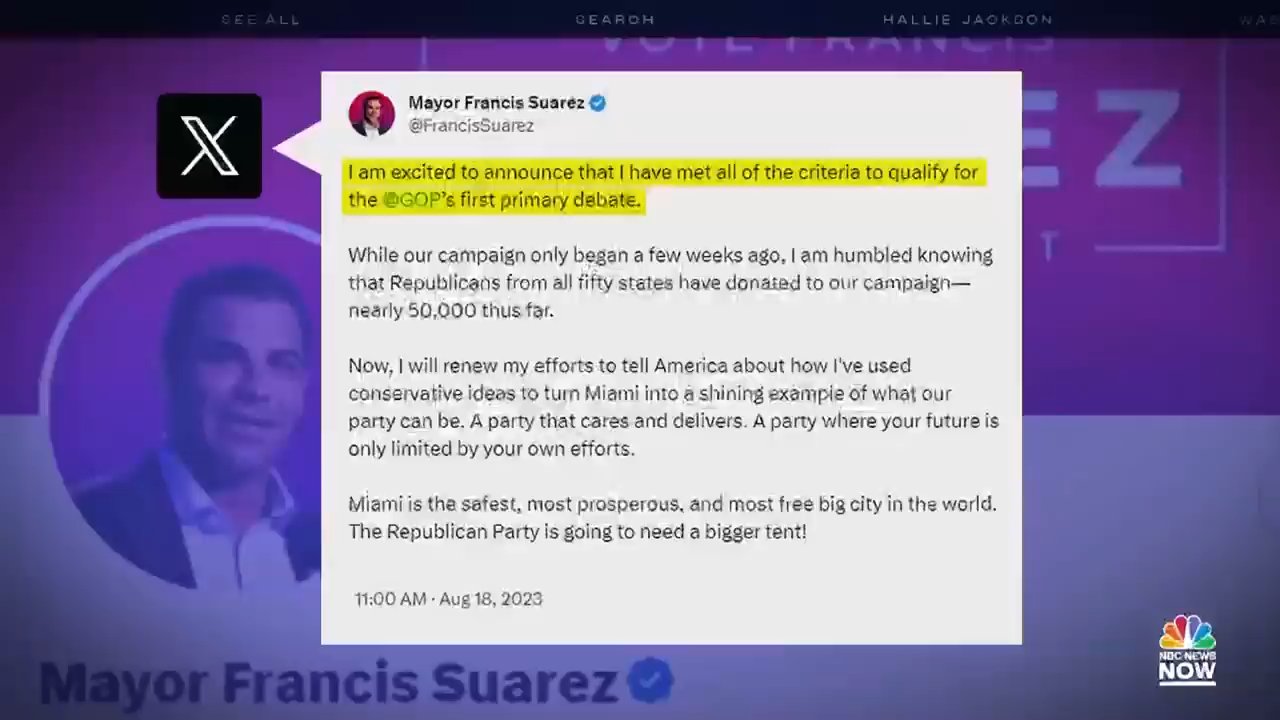 SEE ALL
SEARCH
HALLIE JACKSON
VOTE FRANCIS
EZ
T
X
Mayor Francis Suarez
@FrancisSuarez
I am excited to announce that I have met all of the criteria to qualify for
the @GOP's first primary debate.
While our campaign only began a few weeks ago, I am humbled knowing
that Republicans from all fifty states have donated to our campaign—
nearly 50,000 thus far.
Now, I will renew my efforts to tell America about how I've used
conservative ideas to turn Miami into a shining example of what our
party can be. A party that cares and delivers. A party where your future is
only limited by your own efforts.
Miami is the safest, most prosperous, and most free big city in the world.
The Republican Party is going to need a bigger tent!
11:00 AM · Aug 18, 2023
Mayor Francis Suarez
NBC NEWS
NOW